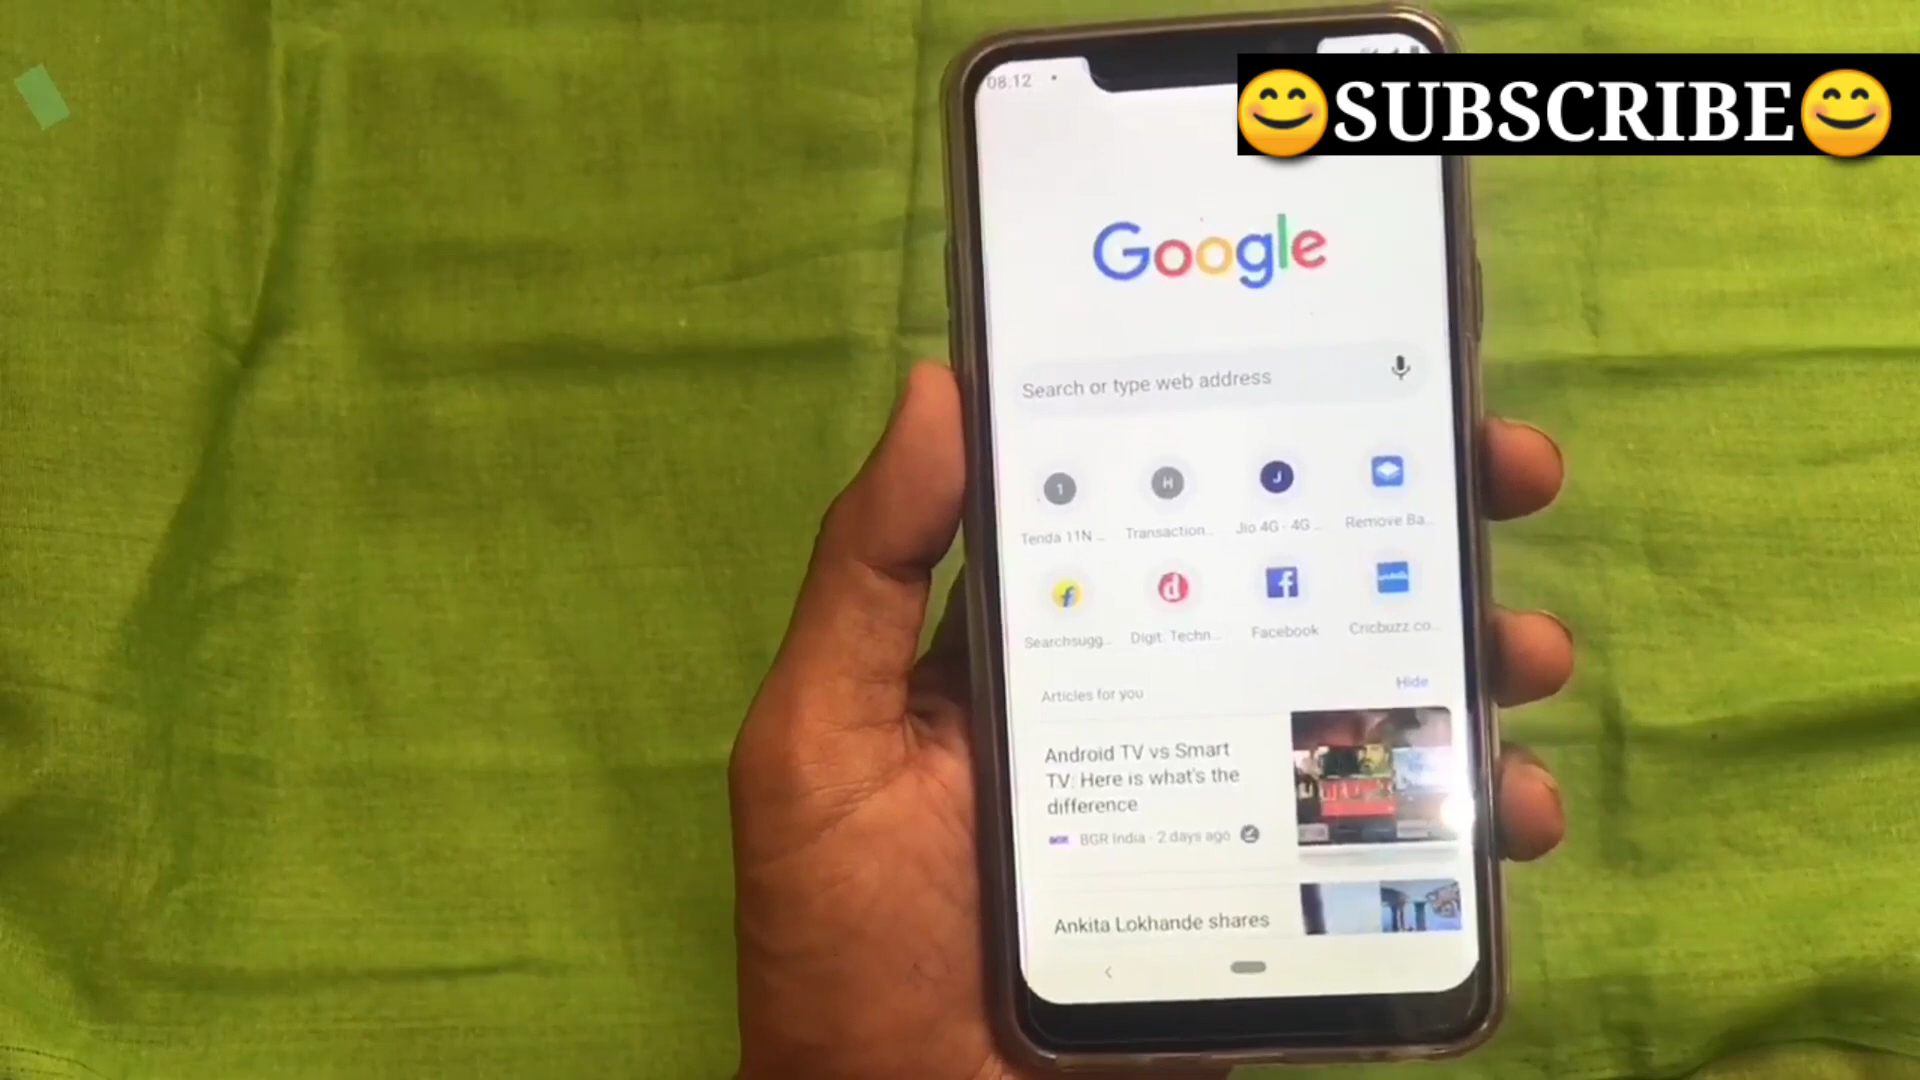 08:12
SUBSCRIBE
Google
Search or type web address
1
H
J
Tenda 11N...
Transaction...
Jio 4G - 4G...
Remove Ba...
f
d
f
Searchsugg...
Digit: Techn...
Facebook
Cricbuzz.co...
Articles for you
Hide
Android TV vs Smart
TV: Here is what's the
difference
BGR
BGR India - 2 days ago
Ankita Lokhande shares